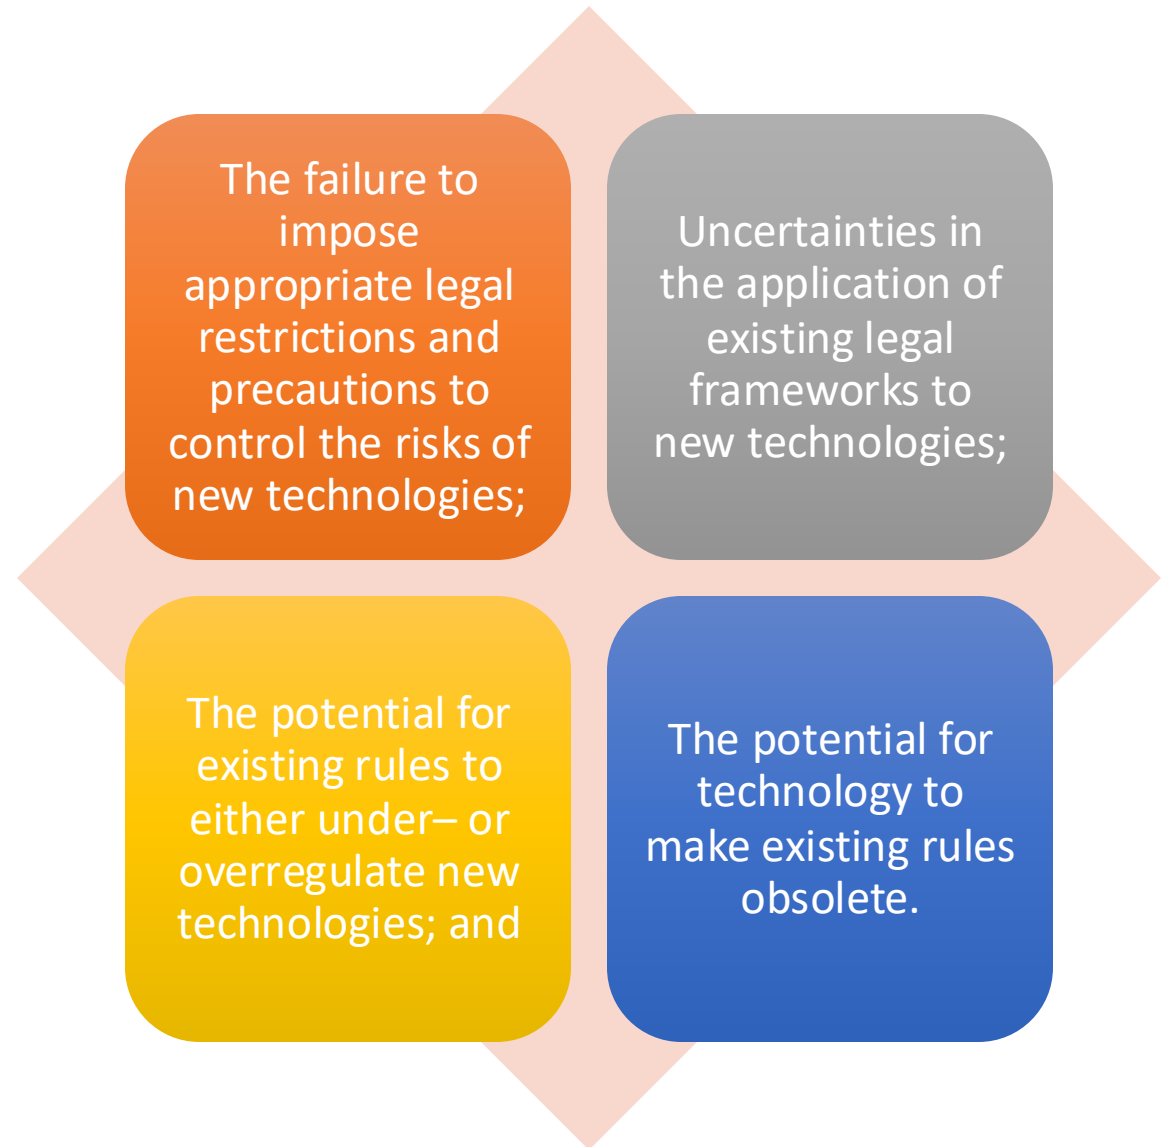 The failure to
impose
appropriate legal
restrictions and
precautions to
control the risks of
new technologies;
Uncertainties in
the application of
existing legal
frameworks to
new technologies;
The potential for
existing rules to
either under– or
overregulate new
technologies; and
The potential for
technology to
make existing rules
obsolete.